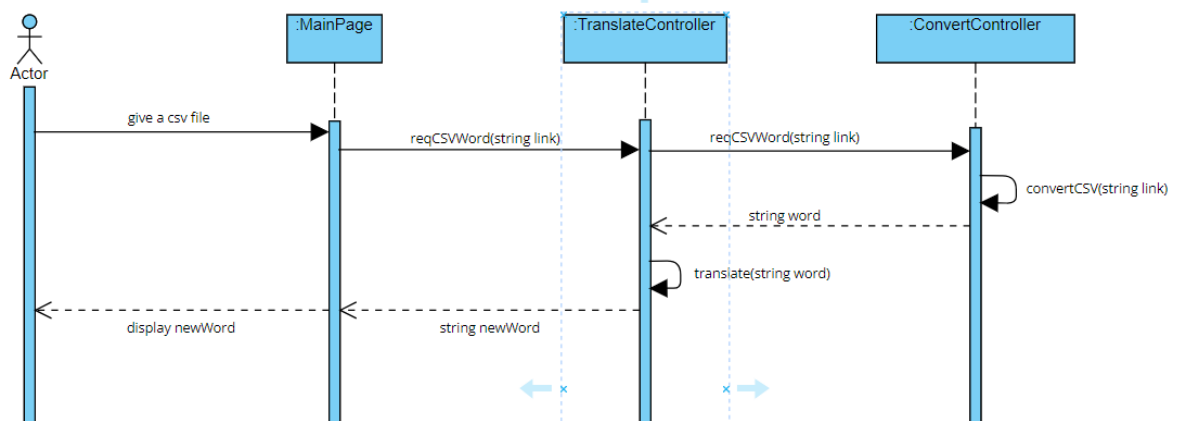 :MainPage
:TranslateController
:ConvertController
Actor
give a csv file
reqCSVWord(string link)
reqCSVWord(string link)
convertCSV(string link)
string word
translate(string word)
display newWord
string newWord